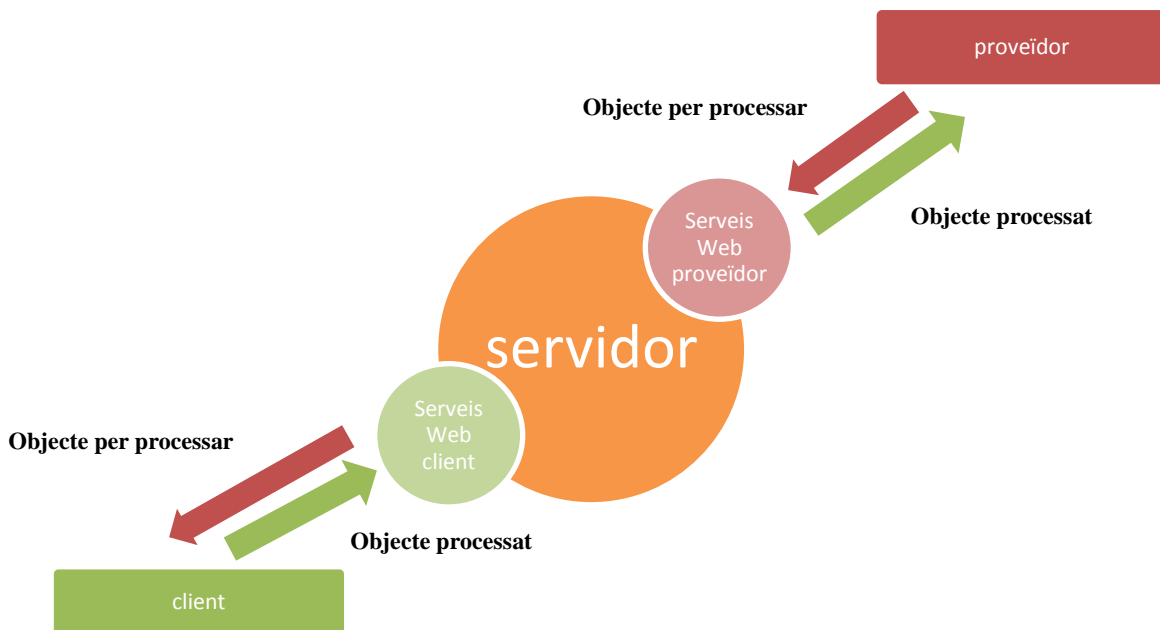 proveïdor
Objecte per processar
Objecte processat
Serveis
Web
proveïdor
servidor
Serveis
Web
client
Objecte per processar
Objecte processat
client